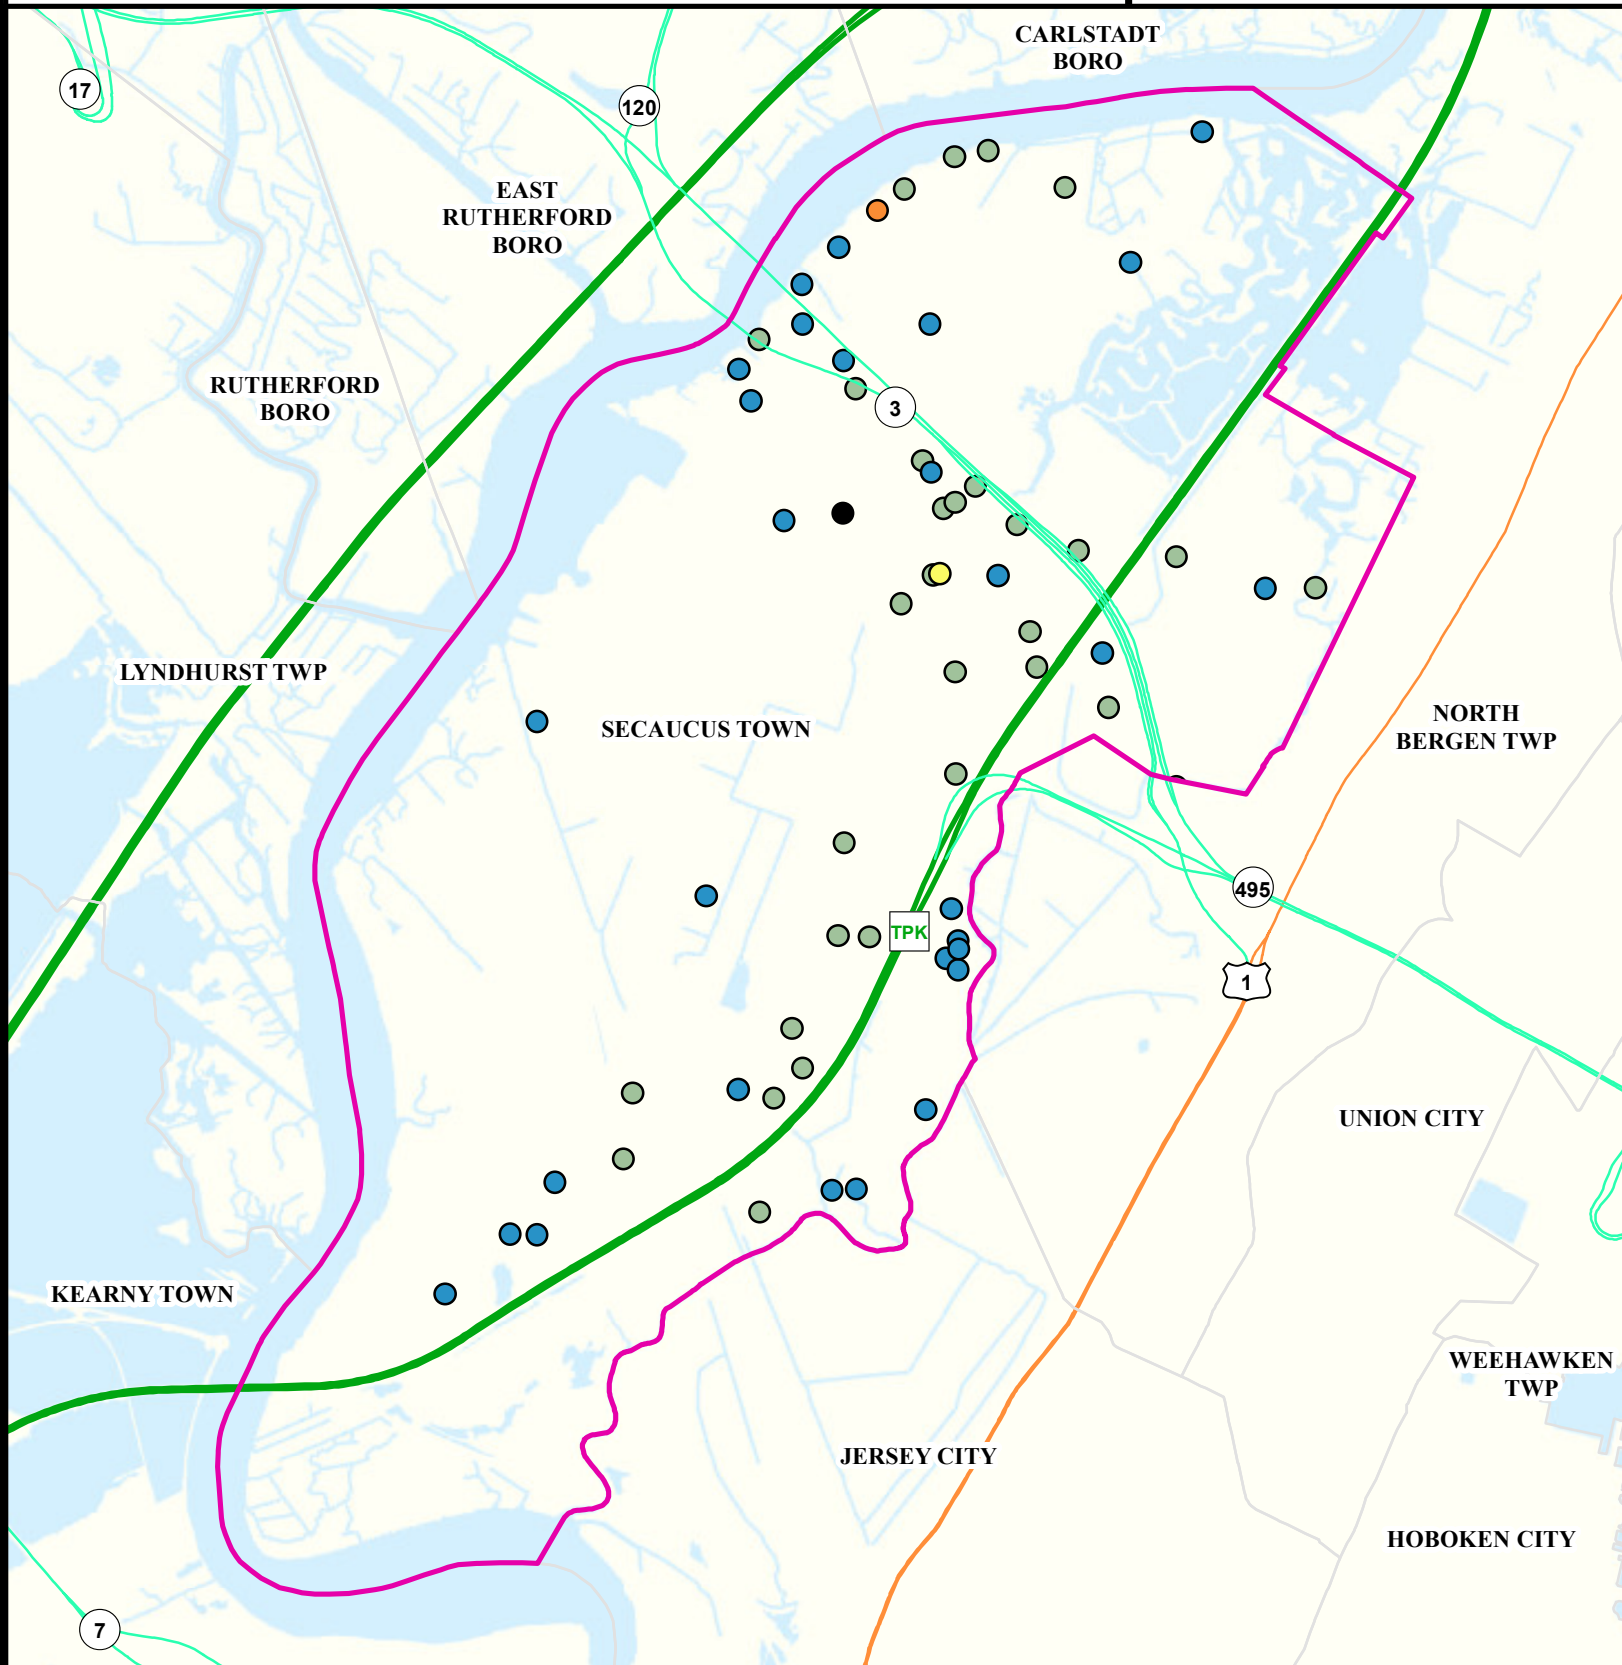 CARLSTADT
BORO
17
120
EAST
RUTHERFORD
BORO
RUTHERFORD
BORO
3
LYNDHURST TWP
SECAUCUS TOWN
NORTH
BERGEN TWP
495
TPK
1
UNION CITY
KEARNY TOWN
WEEHAWKEN
TWP
JERSEY CITY
HOBOKEN CITY
7